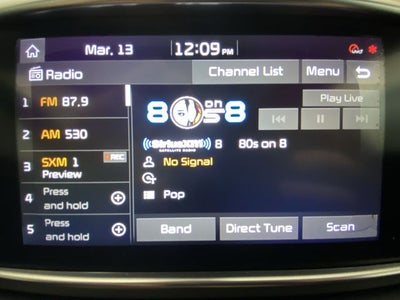 Mar. 13
12:09 PM
Radio
Channel List
Menu
1 FM 87.9
2 AM 530
3 SXM 1
REC
Preview
4 Press
and hold
5 Press
and hold
8 on 8
Play Live
SiriusXM
SATELLITE RADIO
8 80s on 8
No Signal
Pop
Band
Direct Tune
Scan